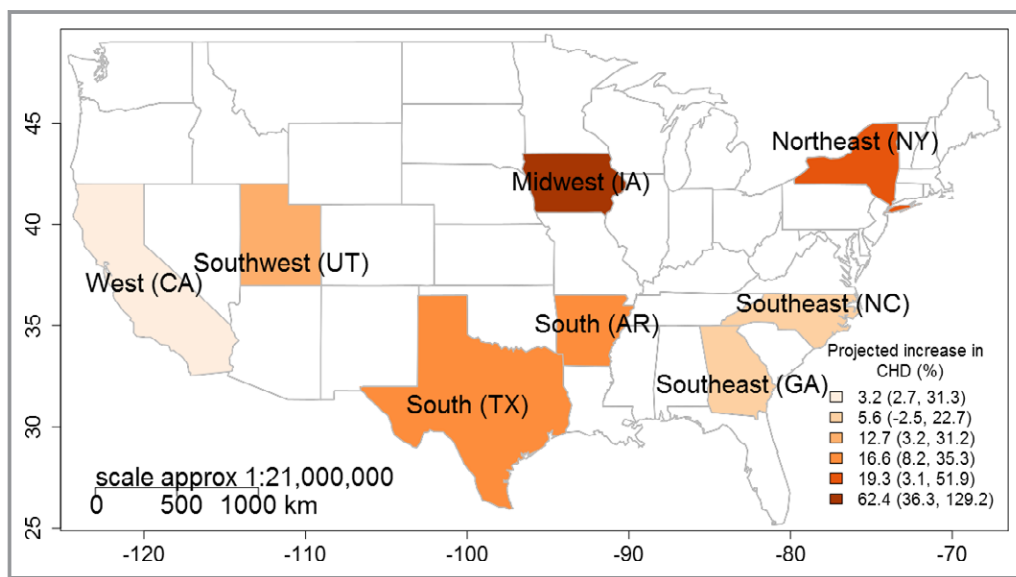 45
40
35
30
25
-120
-110
-100
-90
-80
-70
Northeast (NY)
Midwest (IA)
Southwest (UT)
West (CA)
Southeast (NC)
South (AR)
Southeast (GA)
South (TX)
Projected increase in
CHD (%)
3.2 (2.7, 31.3)
5.6 (-2.5, 22.7)
12.7 (3.2, 31.2)
16.6 (8.2, 35.3)
19.3 (3.1, 51.9)
62.4 (36.3, 129.2)
scale approx 1:21,000,000
0 500 1000 km